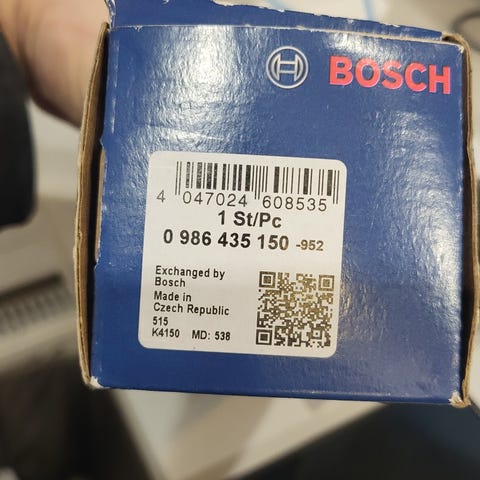 BOSCH
4 047024 608535
1 St/Pc
0 986 435 150 -952
Exchanged by
Bosch
Made in
Czech Republic
515
K4150 MD: 538